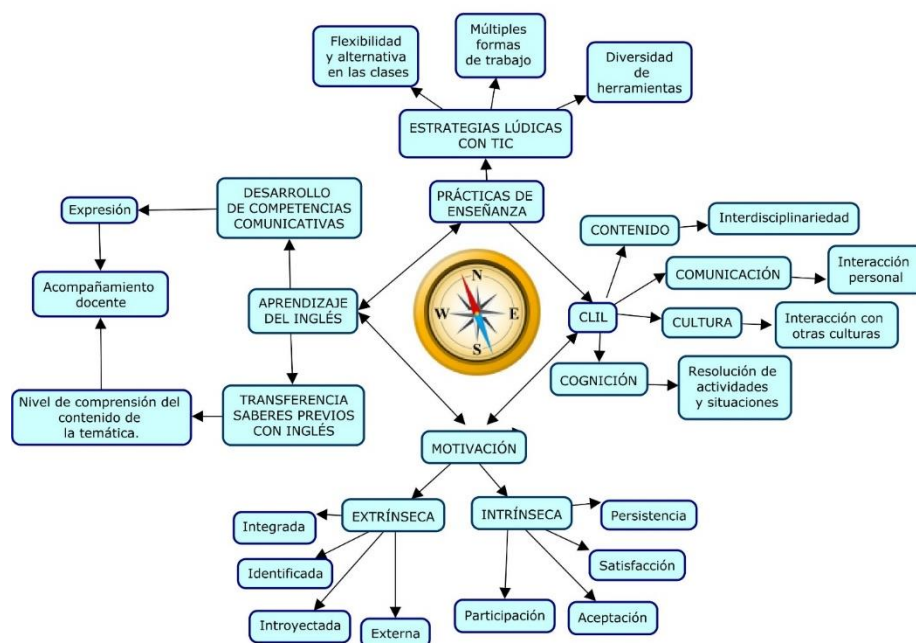 Flexibilidad
y alternativa
en las clases
Múltiples
formas
de trabajo
Diversidad
de
herramientas
ESTRATEGIAS LÚDICAS
CON TIC
PRÁCTICAS DE
ENSEÑANZA
DESARROLLO
DE COMPETENCIAS
COMUNICATIVAS
Expresión
Acompañamiento
docente
APRENDIZAJE
DEL INGLÉS
Nivel de comprensión del
contenido de
la temática.
TRANSFERENCIA
SABERES PREVIOS
CON INGLÉS
N
W
E
S
CLIL
CONTENIDO
Interdisciplinariedad
COMUNICACIÓN
Interacción
personal
CULTURA
Interacción con
otras culturas
COGNICIÓN
Resolución de
actividades
y situaciones
MOTIVACIÓN
EXTRÍNSECA
INTRÍNSECA
Integrada
Identificada
Introyectada
Externa
Persistencia
Satisfacción
Aceptación
Participación